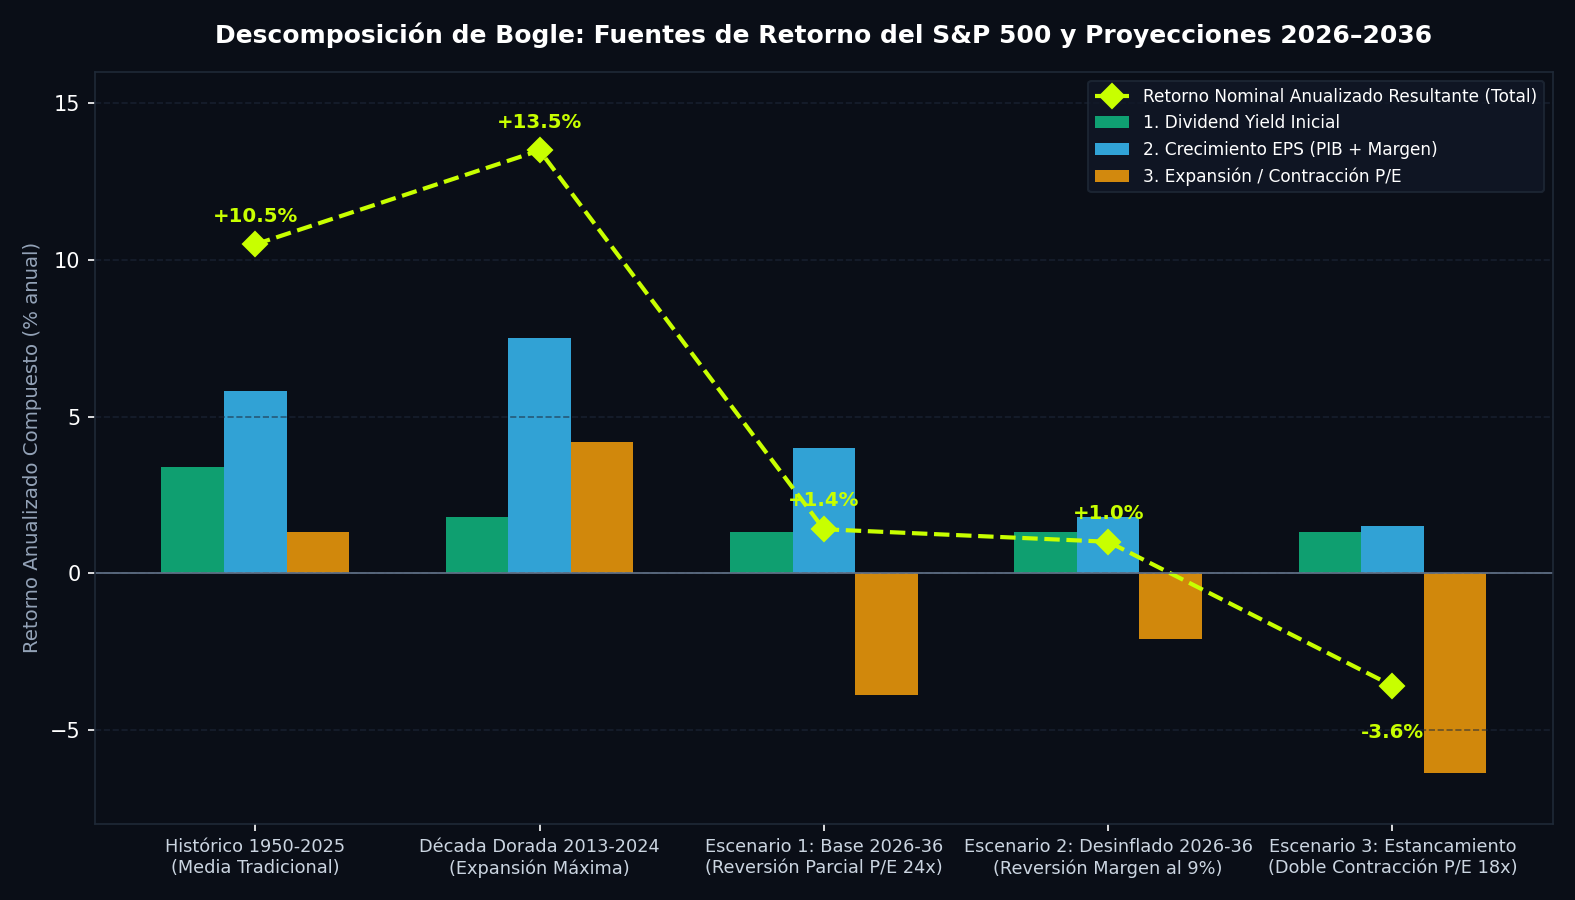 Descomposición de Bogle: Fuentes de Retorno del S&P 500 y Proyecciones 2026–2036
Retorno Nominal Anualizado Resultante (Total)
1. Dividend Yield Inicial
2. Crecimiento EPS (PIB + Margen)
3. Expansión / Contracción P/E
Retorno Anualizado Compuesto (% anual)
15
10
5
0
−5
+10.5%
+13.5%
+1.4%
+1.0%
-3.6%
Histórico 1950-2025
(Media Tradicional)
Década Dorada 2013-2024
(Expansión Máxima)
Escenario 1: Base 2026-36
(Reversión Parcial P/E 24x)
Escenario 2: Desinflado 2026-36
(Reversión Margen al 9%)
Escenario 3: Estancamiento
(Doble Contracción P/E 18x)